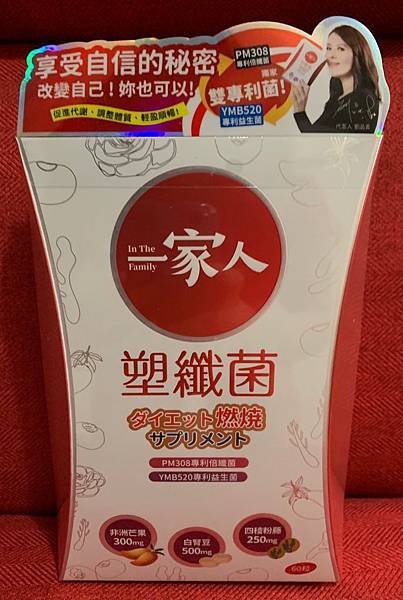 享受自信的秘密
改變自己！妳也可以！
促進代謝、調整體質、輕盈順暢！
PM308
專利倍纖菌
獨家
雙專利菌！
YMB520
專利益生菌
In The
Family
一家人
塑纖菌
ダイエット燃燒
サプリメント
PM308專利倍纖菌
YMB520專利益生菌
非洲芒果
300mg
白腎豆
500mg
四稜粉藤
250mg
60粒